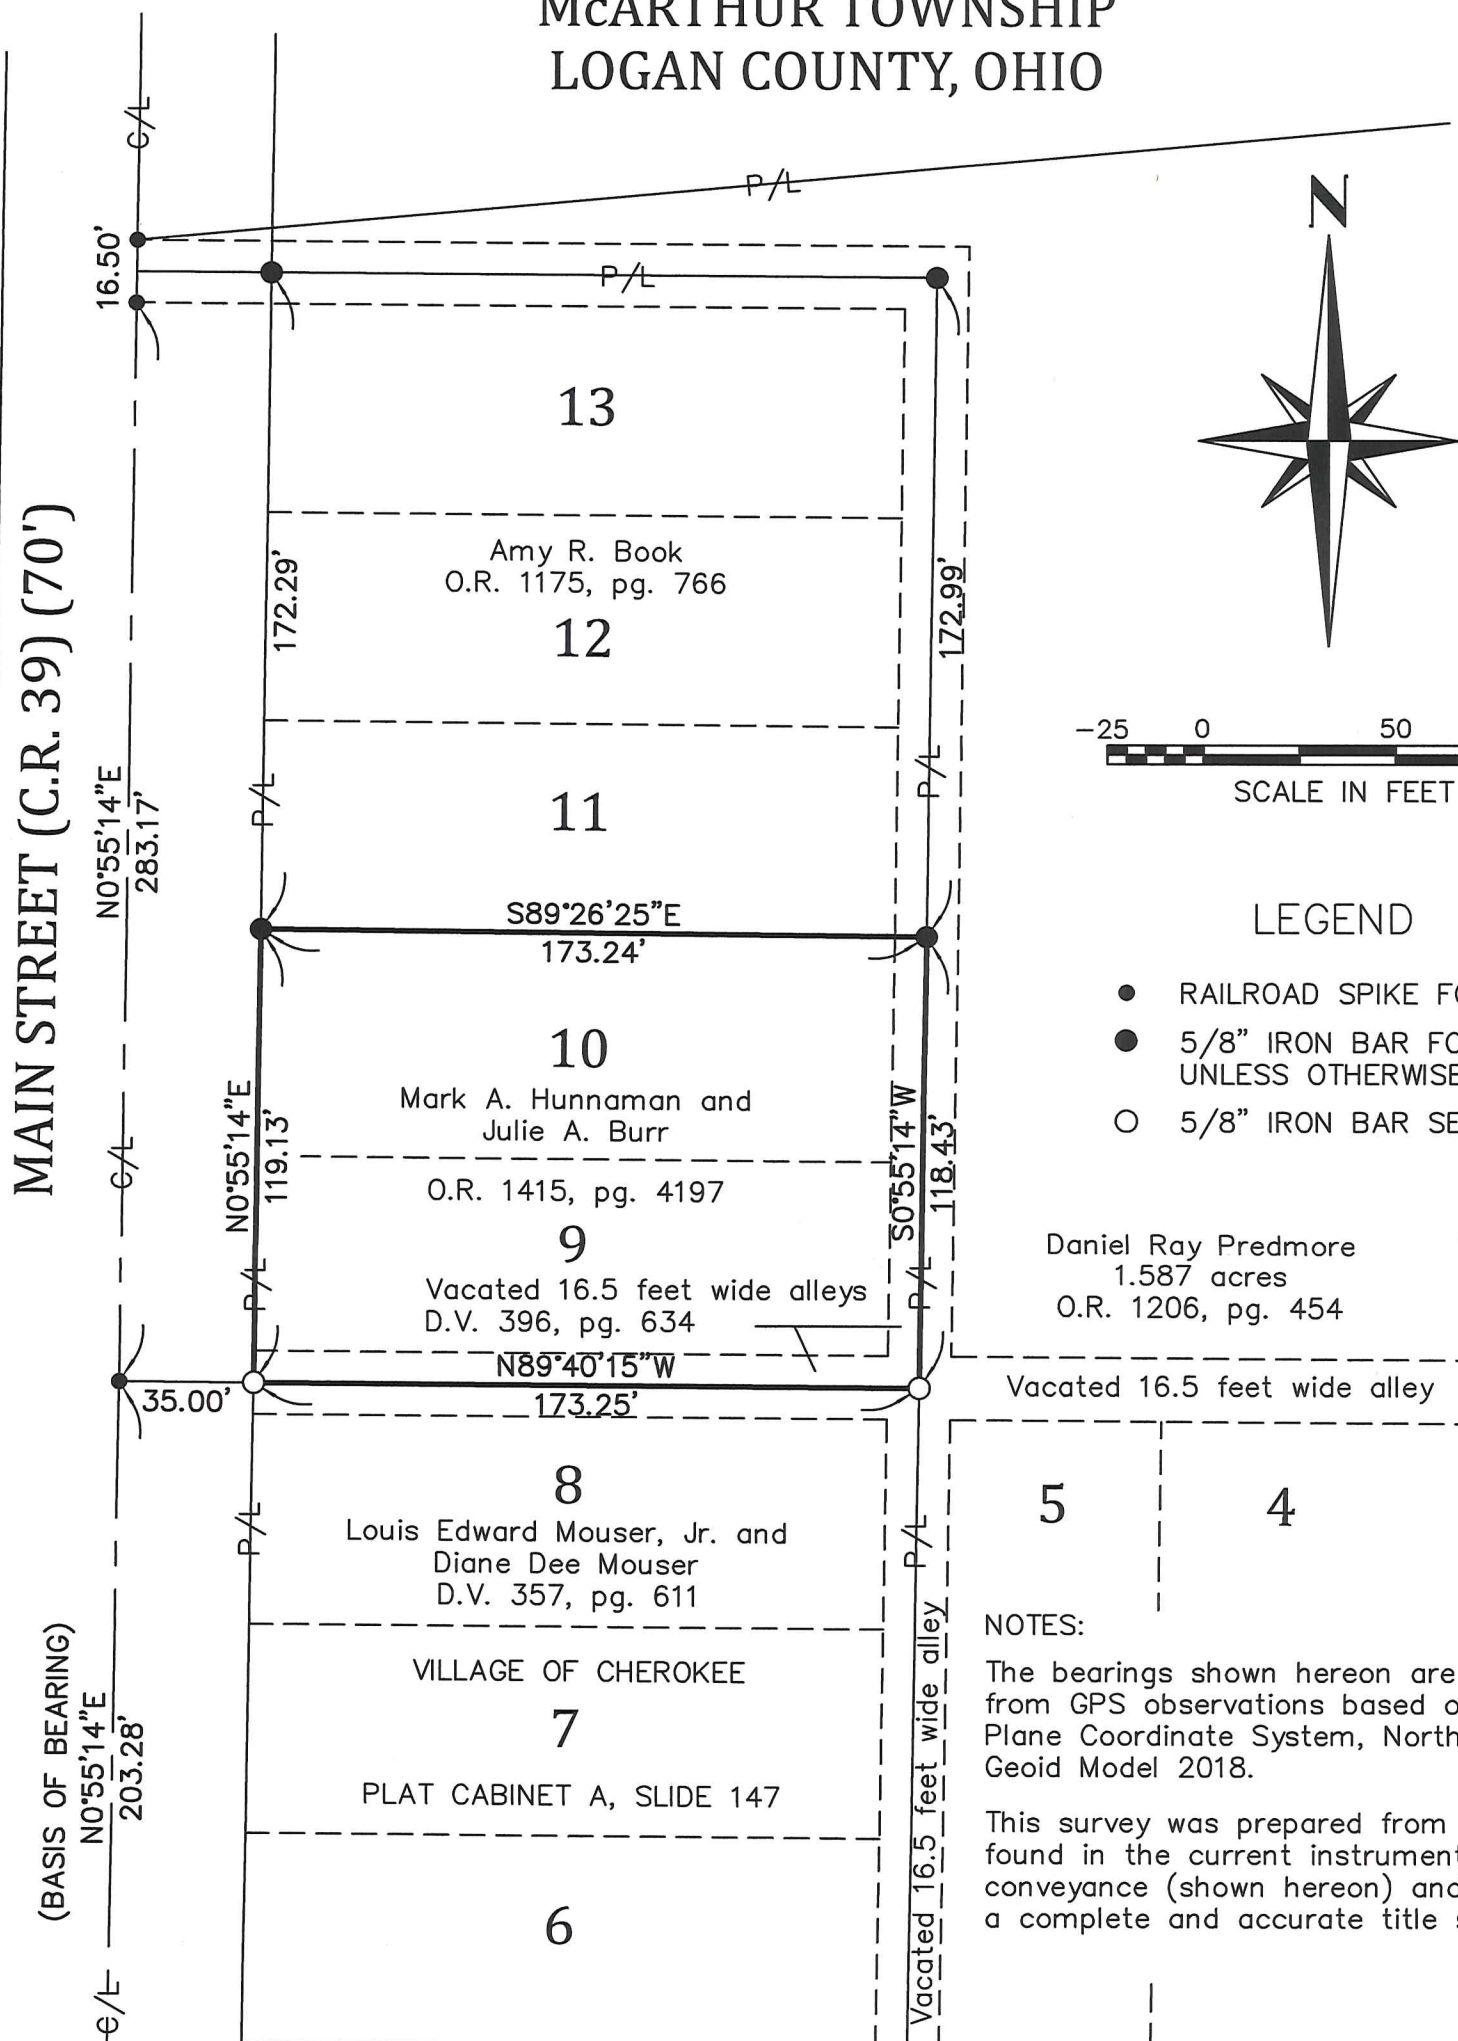 McARTHUR TOWNSHIP
LOGAN COUNTY, OHIO
C/L
P/L
N
16.50'
P/L
13
Amy R. Book
O.R. 1175, pg. 766
172.29'
172.99'
12
-25 0 50
SCALE IN FEET
MAIN STREET (C.R. 39) (70')
N0°55'14"E
283.17'
P/L
P/L
11
S89°26'25"E
173.24'
LEGEND
RAILROAD SPIKE FO
5/8" IRON BAR FO
UNLESS OTHERWISE
5/8" IRON BAR SE
10
Mark A. Hunnaman and
Julie A. Burr
N0°55'14"E
119.13'
S0°55'14"W
118.43'
C/L
O.R. 1415, pg. 4197
9
Vacated 16.5 feet wide alleys
D.V. 396, pg. 634
P/L
P/L
Daniel Ray Predmore
1.587 acres
O.R. 1206, pg. 454
N89°40'15"W
173.25'
35.00'
Vacated 16.5 feet wide alley
8
Louis Edward Mouser, Jr. and
Diane Dee Mouser
D.V. 357, pg. 611
P/L
P/L
5
4
VILLAGE OF CHEROKEE
7
PLAT CABINET A, SLIDE 147
Vacated 16.5 feet wide alley
(BASIS OF BEARING)
N0°55'14"E
203.28'
6
C/L
NOTES:
The bearings shown hereon are
from GPS observations based o
Plane Coordinate System, North
Geoid Model 2018.
This survey was prepared from
found in the current instrument
conveyance (shown hereon) and
a complete and accurate title s